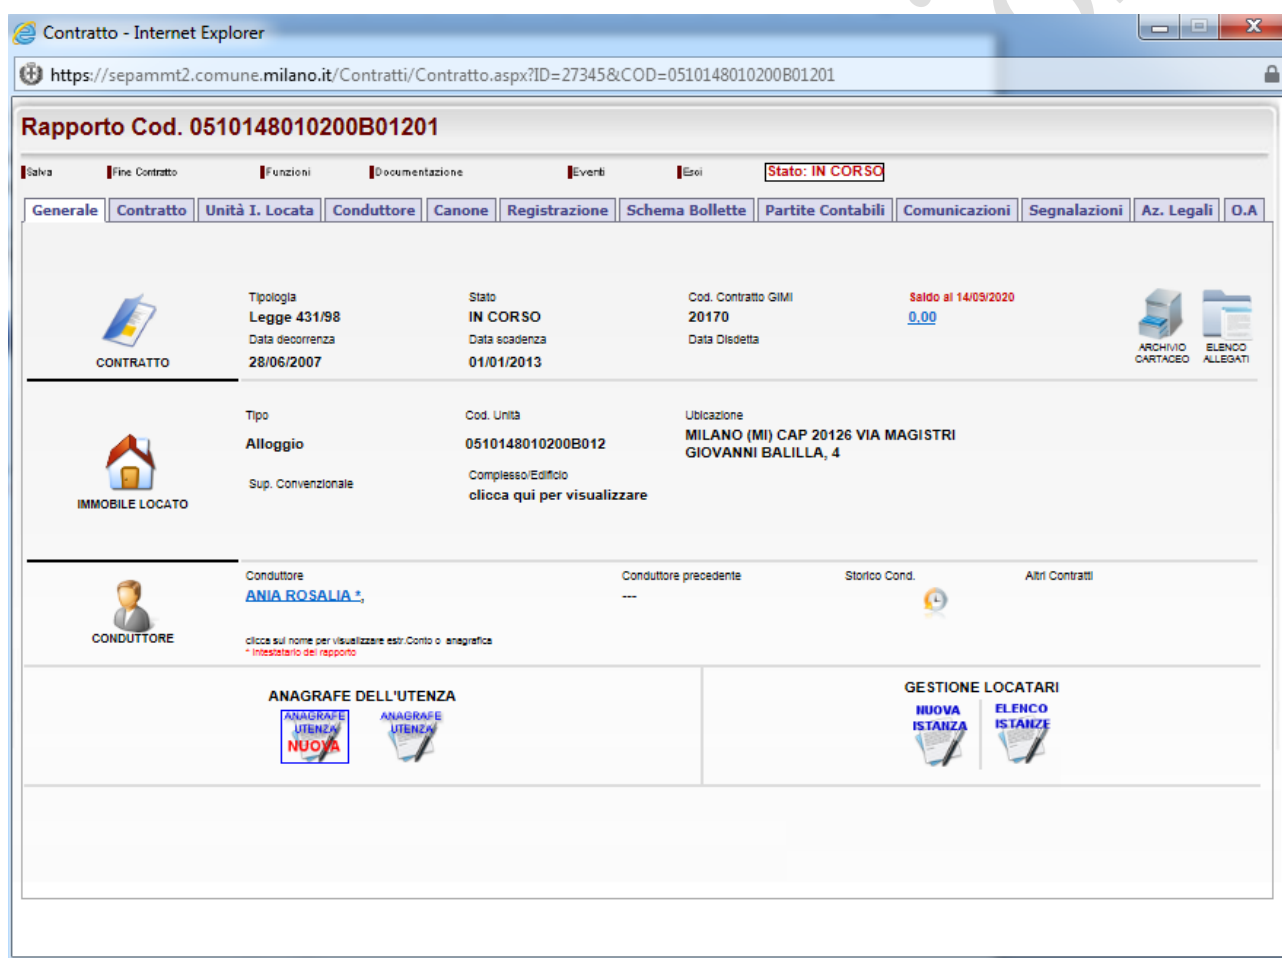 Contratto - Internet Explorer
https://sepammt2.comune.milano.it/Contratti/Contratto.aspx?ID=27345&COD=0510148010200B01201
Rapporto Cod. 0510148010200B01201
Salva Fine Contratto Funzioni Documentazione Eventi Esci Stato: IN CORSO
Generale Contratto Unità I. Locata Conduttore Canone Registrazione Schema Bollette Partite Contabili Comunicazioni Segnalazioni Az. Legali O.A
Tipologia Stato Cod. Contratto GIMI Saldo al 14/09/2020
Legge 431/98 IN CORSO 20170 0,00
Data decorrenza Data scadenza Data Disdetta
28/06/2007 01/01/2013
CONTRATTO
ARCHIVIO CARTACEO
ELENCO ALLEGATI
Tipo Cod. Unità Ubicazione
Alloggio 0510148010200B012 MILANO (MI) CAP 20126 VIA MAGISTRI
GIOVANNI BALILLA, 4
Sup. Convenzionale Complesso/Edificio
clicca qui per visualizzare
IMMOBILE LOCATO
Conduttore Conduttore precedente Storico Cond. Altri Contratti
ANIA ROSALIA *, ---
CONDUTTORE
clicca sul nome per visualizzare estr.Conto o anagrafica
* Intestatario del rapporto
ANAGRAFE DELL'UTENZA
ANAGRAFE
UTENZA
NUOVA
ANAGRAFE
UTENZA
GESTIONE LOCATARI
NUOVA
ISTANZA
ELENCO
ISTANZE